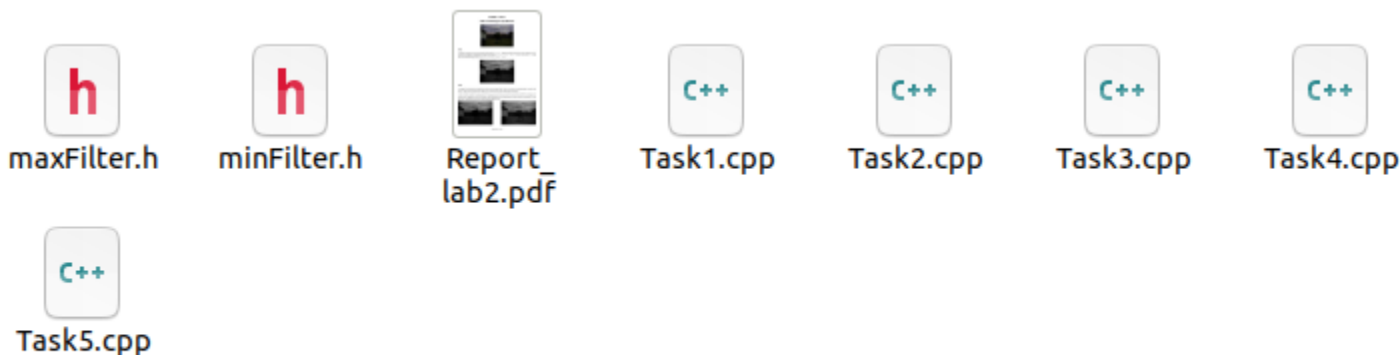 h
h
C++
C++
C++
C++
maxFilter.h
minFilter.h
Report_
lab2.pdf
Task1.cpp
Task2.cpp
Task3.cpp
Task4.cpp
C++
Task5.cpp